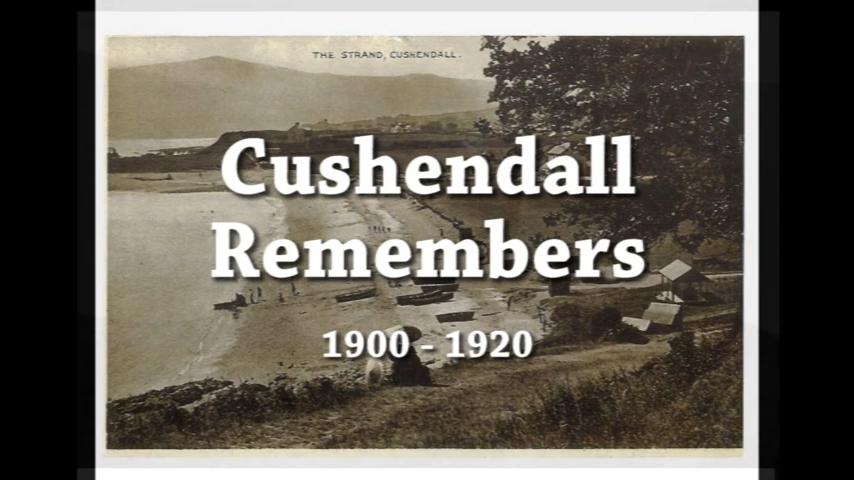 THE STRAND, CUSHENDALL.
Cushendall
Remembers
1900 - 1920